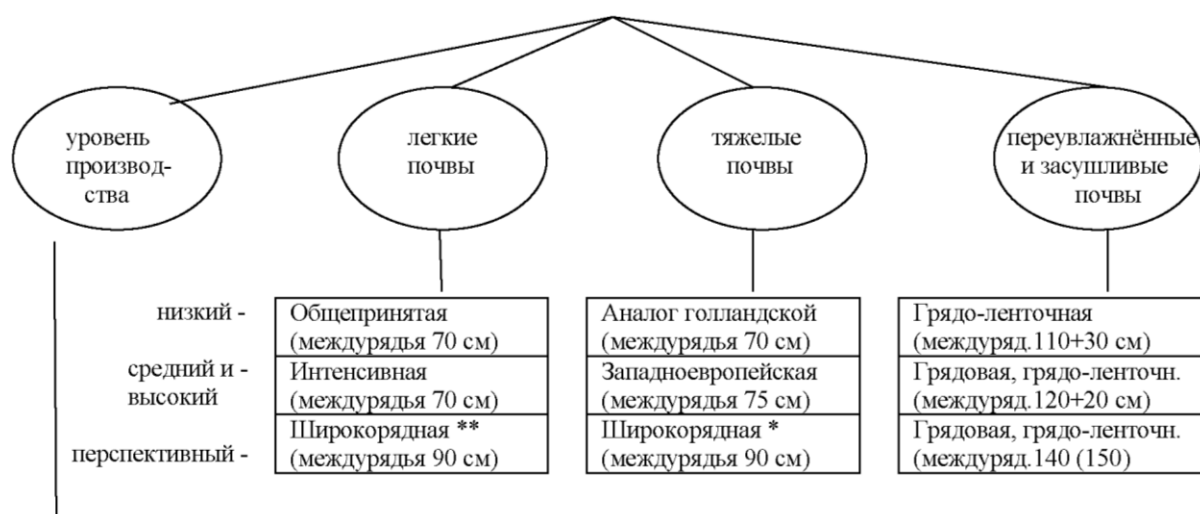 уровень
производ-
ства
легкие
почвы
тяжелые
почвы
переувлажнённые
и засушливые
почвы
низкий -
Общепринятая
(междурядья 70 см)
Аналог голландской
(междурядья 70 см)
Грядо-ленточная
(междуряд.110+30 см)
средний и -
высокий
Интенсивная
(междурядья 70 см)
Западноевропейская
(междурядья 75 см)
Грядовая, грядо-ленточн.
(междуряд.120+20 см)
перспективный -
Широкорядная **
(междурядья 90 см)
Широкорядная *
(междурядья 90 см)
Грядовая, грядо-ленточн.
(междуряд.140 (150)